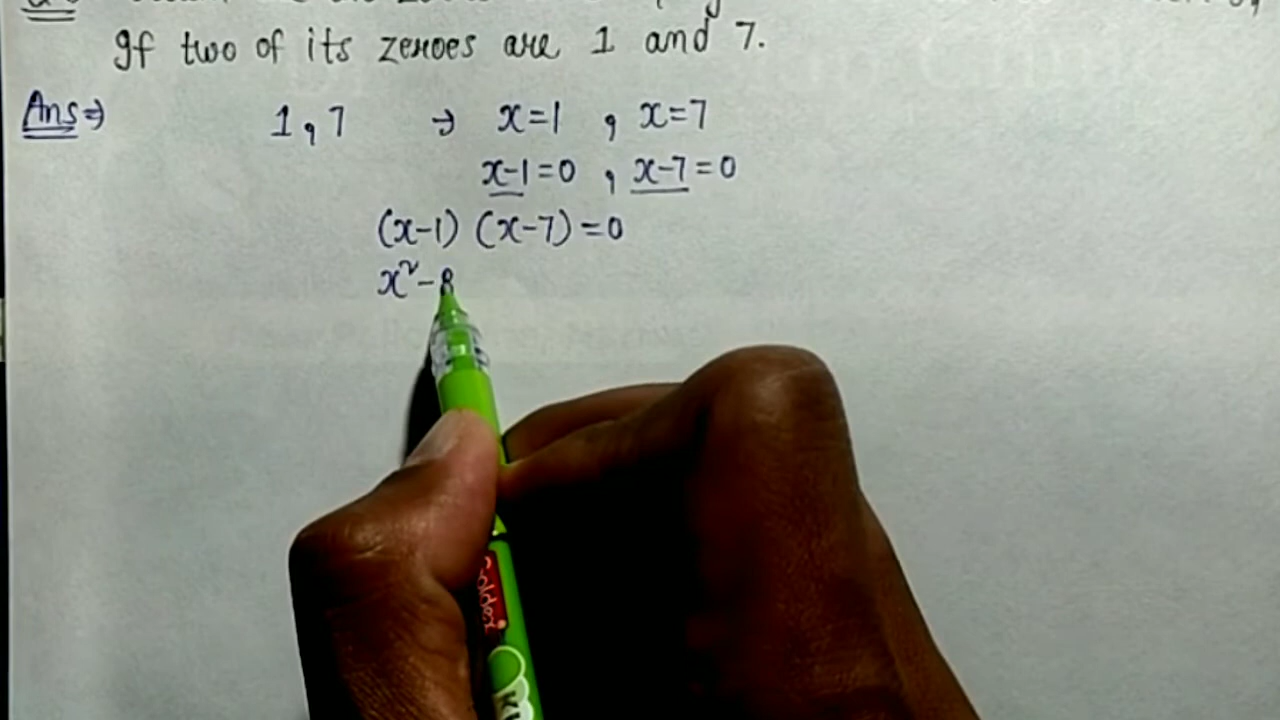 If two of its zeroes are 1 and 7.
Ans ⇒ 1, 7 → x=1 , x=7
x-1=0 , x-7=0
(x-1) (x-7)=0
x² - 8